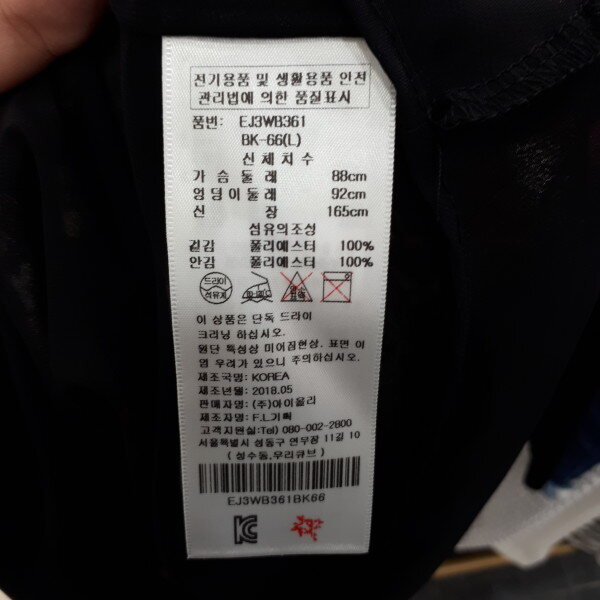 전기용품 및 생활용품 안전
관리법에 의한 품질표시
품번: EJ3WB361
BK-66(L)
신체치수
가슴둘레 88cm
엉덩이둘레 92cm
신 장 165cm
섬유의조성
겉감 폴리에스터 100%
안감 폴리에스터 100%
드라이
석유계
이 상품은 단독 드라이
크리닝 하십시오.
원단 특성상 미어짐현상, 표면 이
염 우려가 있으니 주의하십시오.
제조국명: KOREA
제조년월: 2018.05
판매자명: (주)아이올리
제조자명: F.L기획
고객지원실:Tel) 080-002-2800
서울특별시 성동구 연무장 11길 10
(성수동,우리큐브)
EJ3WB361BK66